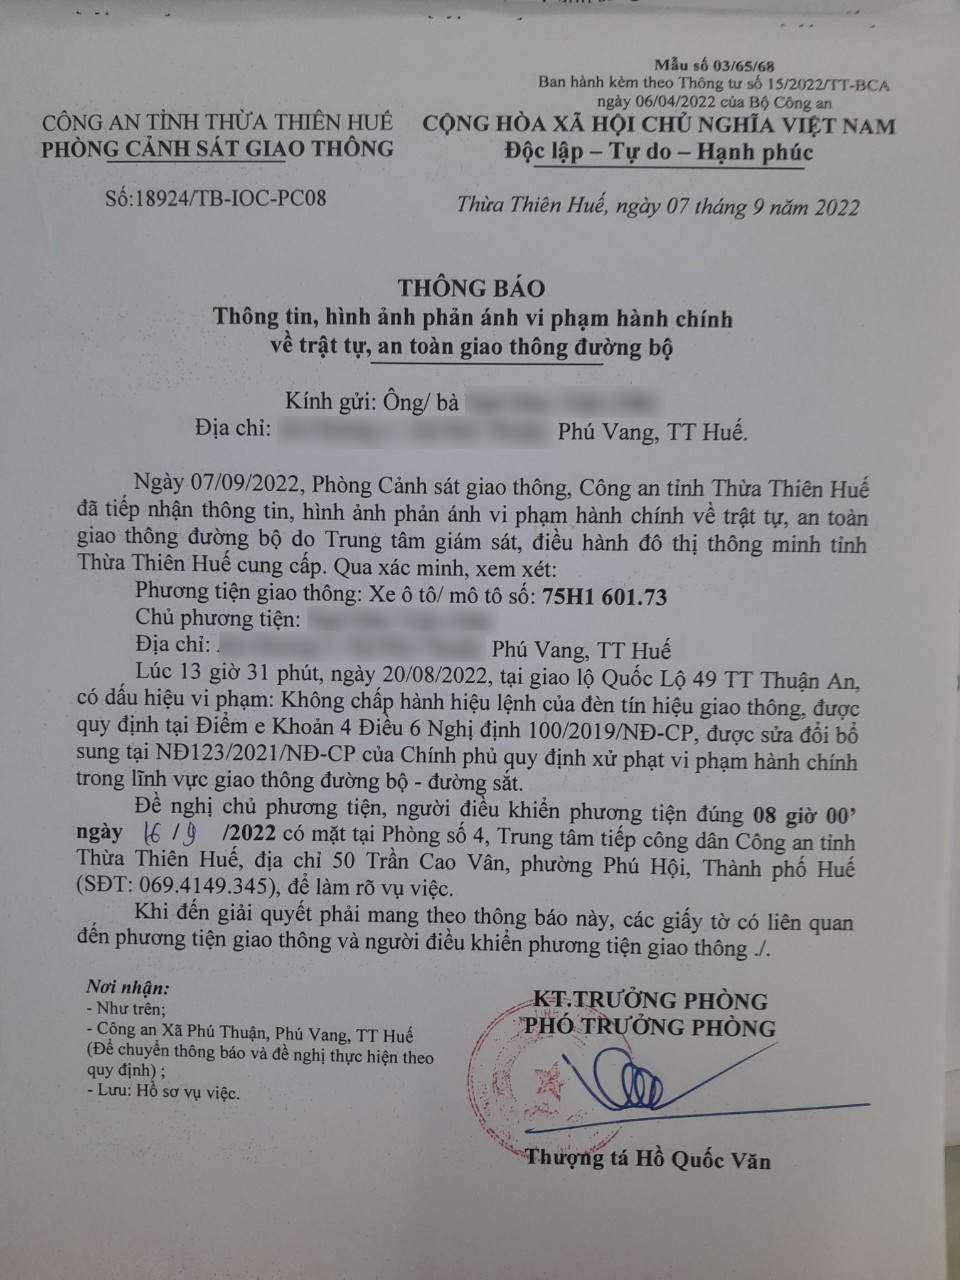 Mẫu số 03/65/68
Ban hành kèm theo Thông tư số 15/2022/TT-BCA
ngày 06/04/2022 của Bộ Công an
CÔNG AN TỈNH THỪA THIÊN HUẾ
PHÒNG CẢNH SÁT GIAO THÔNG
CỘNG HÒA XÃ HỘI CHỦ NGHĨA VIỆT NAM
Độc lập – Tự do – Hạnh phúc
Số:18924/TB-IOC-PC08
Thừa Thiên Huế, ngày 07 tháng 9 năm 2022
THÔNG BÁO
Thông tin, hình ảnh phản ánh vi phạm hành chính
về trật tự, an toàn giao thông đường bộ
Kính gửi: Ông/ bà
Địa chỉ: Phú Vang, TT Huế.
Ngày 07/09/2022, Phòng Cảnh sát giao thông, Công an tỉnh Thừa Thiên Huế
đã tiếp nhận thông tin, hình ảnh phản ánh vi phạm hành chính về trật tự, an toàn
giao thông đường bộ do Trung tâm giám sát, điều hành đô thị thông minh tỉnh
Thừa Thiên Huế cung cấp. Qua xác minh, xem xét:
Phương tiện giao thông: Xe ô tô/ mô tô số: 75H1 601.73
Chủ phương tiện:
Địa chỉ: Phú Vang, TT Huế
Lúc 13 giờ 31 phút, ngày 20/08/2022, tại giao lộ Quốc Lộ 49 TT Thuận An,
có dấu hiệu vi phạm: Không chấp hành hiệu lệnh của đèn tín hiệu giao thông, được
quy định tại Điểm e Khoản 4 Điều 6 Nghị định 100/2019/NĐ-CP, được sửa đổi bổ
sung tại NĐ123/2021/NĐ-CP của Chính phủ quy định xử phạt vi phạm hành chính
trong lĩnh vực giao thông đường bộ - đường sắt.
Đề nghị chủ phương tiện, người điều khiển phương tiện đúng 08 giờ 00’
ngày 16 / 9 /2022 có mặt tại Phòng số 4, Trung tâm tiếp công dân Công an tỉnh
Thừa Thiên Huế, địa chỉ 50 Trần Cao Vân, phường Phú Hội, Thành phố Huế
(SĐT: 069.4149.345), để làm rõ vụ việc.
Khi đến giải quyết phải mang theo thông báo này, các giấy tờ có liên quan
đến phương tiện giao thông và người điều khiển phương tiện giao thông ./.
Nơi nhận:
- Như trên;
- Công an Xã Phú Thuận, Phú Vang, TT Huế
(Để chuyển thông báo và đề nghị thực hiện theo
quy định) ;
- Lưu: Hồ sơ vụ việc.
KT.TRƯỞNG PHÒNG
PHÓ TRƯỞNG PHÒNG
Thượng tá Hồ Quốc Văn